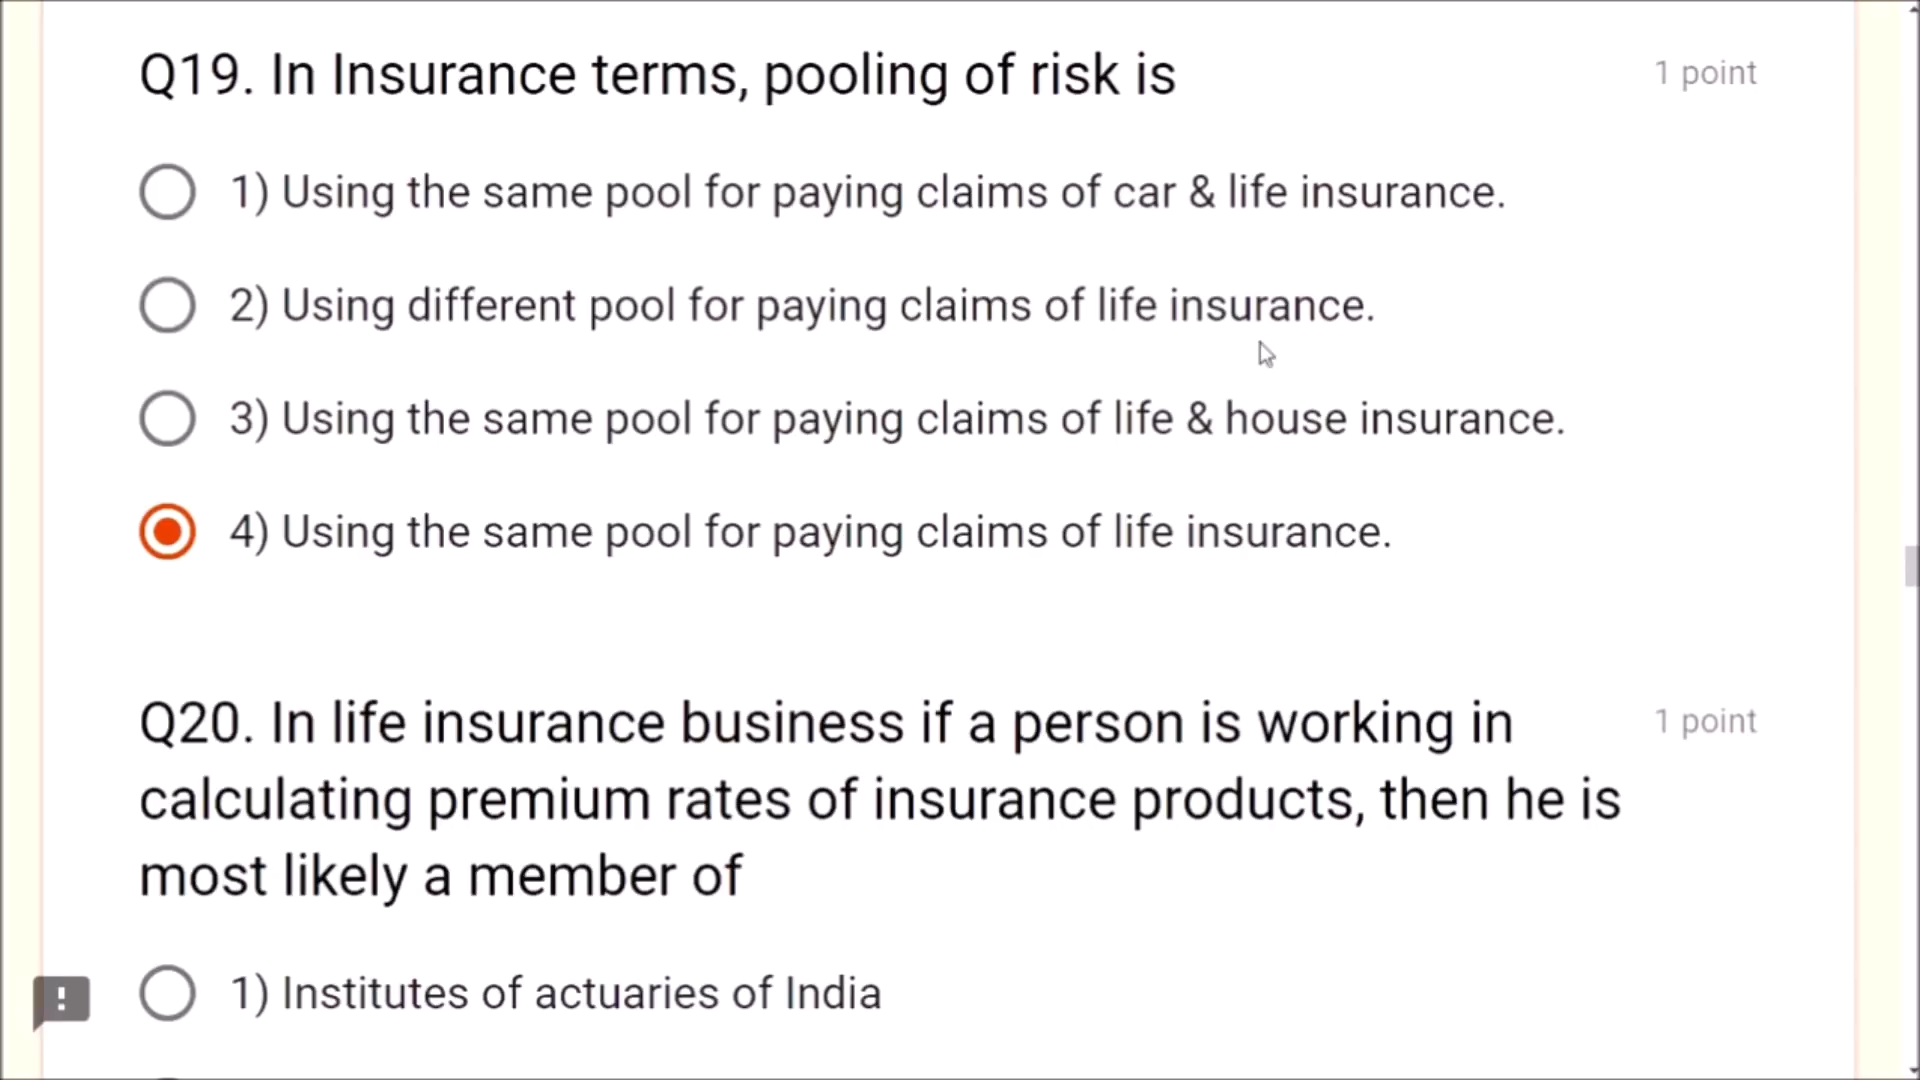 Q19. In Insurance terms, pooling of risk is
1 point
1) Using the same pool for paying claims of car & life insurance.
2) Using different pool for paying claims of life insurance.
3) Using the same pool for paying claims of life & house insurance.
4) Using the same pool for paying claims of life insurance.
Q20. In life insurance business if a person is working in
1 point
calculating premium rates of insurance products, then he is
most likely a member of
!
1) Institutes of actuaries of India